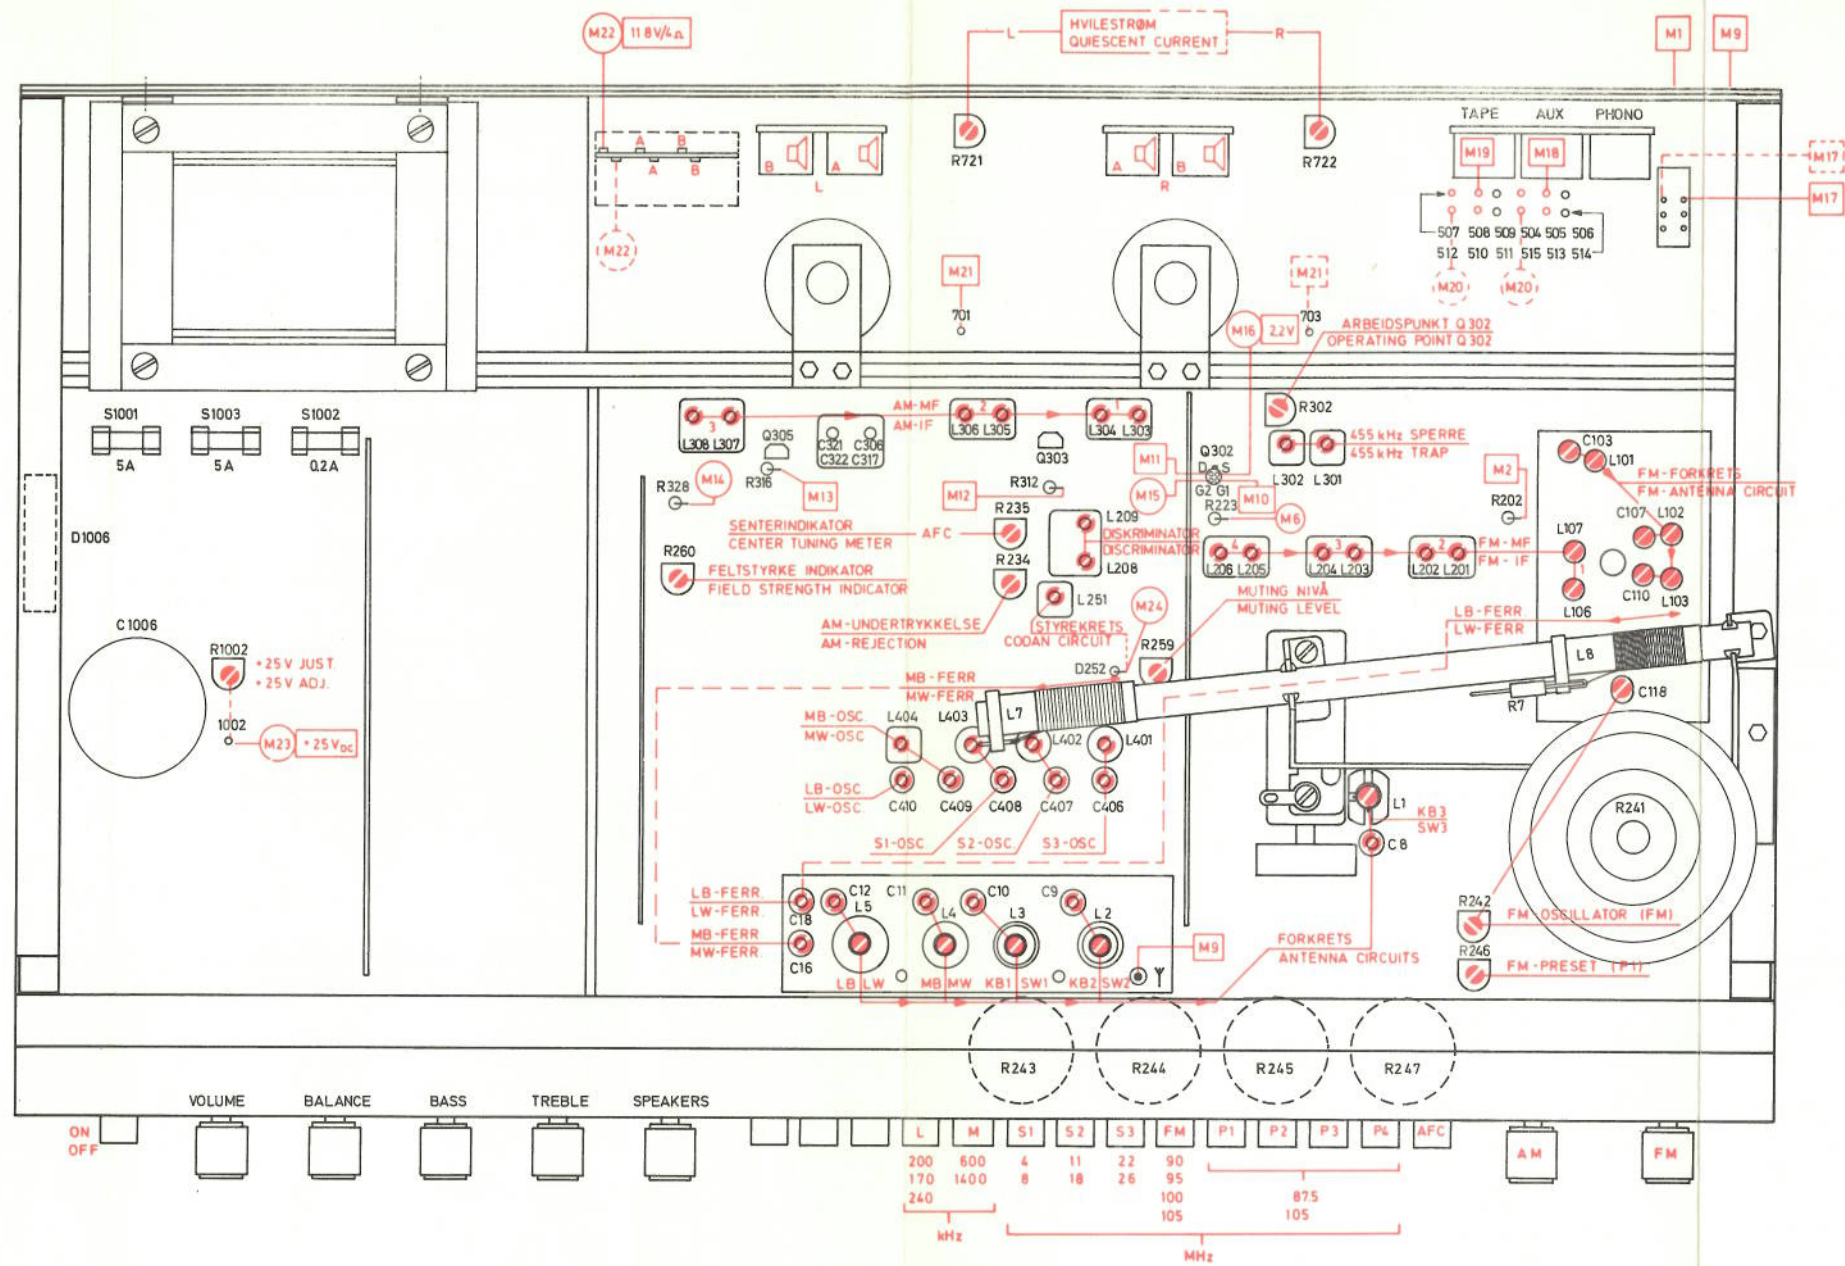 M22 11 8V/4Ω
L HVILESTRØM R
QUIESCENT CURRENT
M1 M9
TAPE AUX PHONO
A B
A B
B A
L
R721
A B
R
R722
M19 M18
M17
M17
507 508 509 504 505 506
512 510 511 515 513 514
M20 M20
M22
M21
701
M21
703
M16 2,2V
ARBEIDSPUNKT Q302
OPERATING POINT Q302
S1001 S1003 S1002
5A 5A 0.2A
L308 L307
3
AM-MF
AM-IF
L306 L305
2
L304 L303
1
R302
Q305
C321 C306
C322 C317
Q303
Q302
D S
G2 G1
455 kHz SPERRE
455 kHz TRAP
L302 L301
C103
L101
FM-FORKRETS
FM-ANTENNA CIRCUIT
M11
M15
M10
M2
R328
M14
R316
M13
M12
R312
R223
M6
R202
R235
L209
DISKRIMINATOR
DISCRIMINATOR
L208
SENTERINDIKATOR
CENTER TUNING METER
AFC
R234
R260
FELTSTYRKE INDIKATOR
FIELD STRENGTH INDICATOR
4
L206 L205
3
L204 L203
2
L202 L201
FM-MF
FM-IF
L107
1
L106
C107 L102
C110 L103
L251
STYREKRETS
CODAN CIRCUIT
M24
MUTING NIVÅ
MUTING LEVEL
AM-UNDERTRYKKELSE
AM-REJECTION
LB-FERR
LW-FERR
D1006
C1006
R1002
+25V JUST.
+25V ADJ.
1002
M23 +25VDC
R259
D252
MB-FERR
MW-FERR
L7
L8
R7
C118
MB-OSC.
MW-OSC
L404 L403 L402 L401
LB-OSC
LW-OSC.
C410 C409 C408 C407 C406
S1-OSC S2-OSC. S3-OSC
L1
KB3
SW3
C8
R241
LB-FERR.
LW-FERR.
MB-FERR
MW-FERR.
C18
C16
C12
L5
C11
L4
C10
L3
C9
L2
M9
LB LW MB MW KB1 SW1 KB2 SW2
FORKRETS
ANTENNA CIRCUITS
R242
FM-OSCILLATOR (FM)
R246
FM-PRESET (P1)
R243 R244 R245 R247
VOLUME BALANCE BASS TREBLE SPEAKERS
ON
OFF
L M S1 S2 S3 FM P1 P2 P3 P4 AFC
AM FM
200 600 4 11 22 90
170 1400 8 18 26 95
240 100 87.5
105 105
kHz
MHz